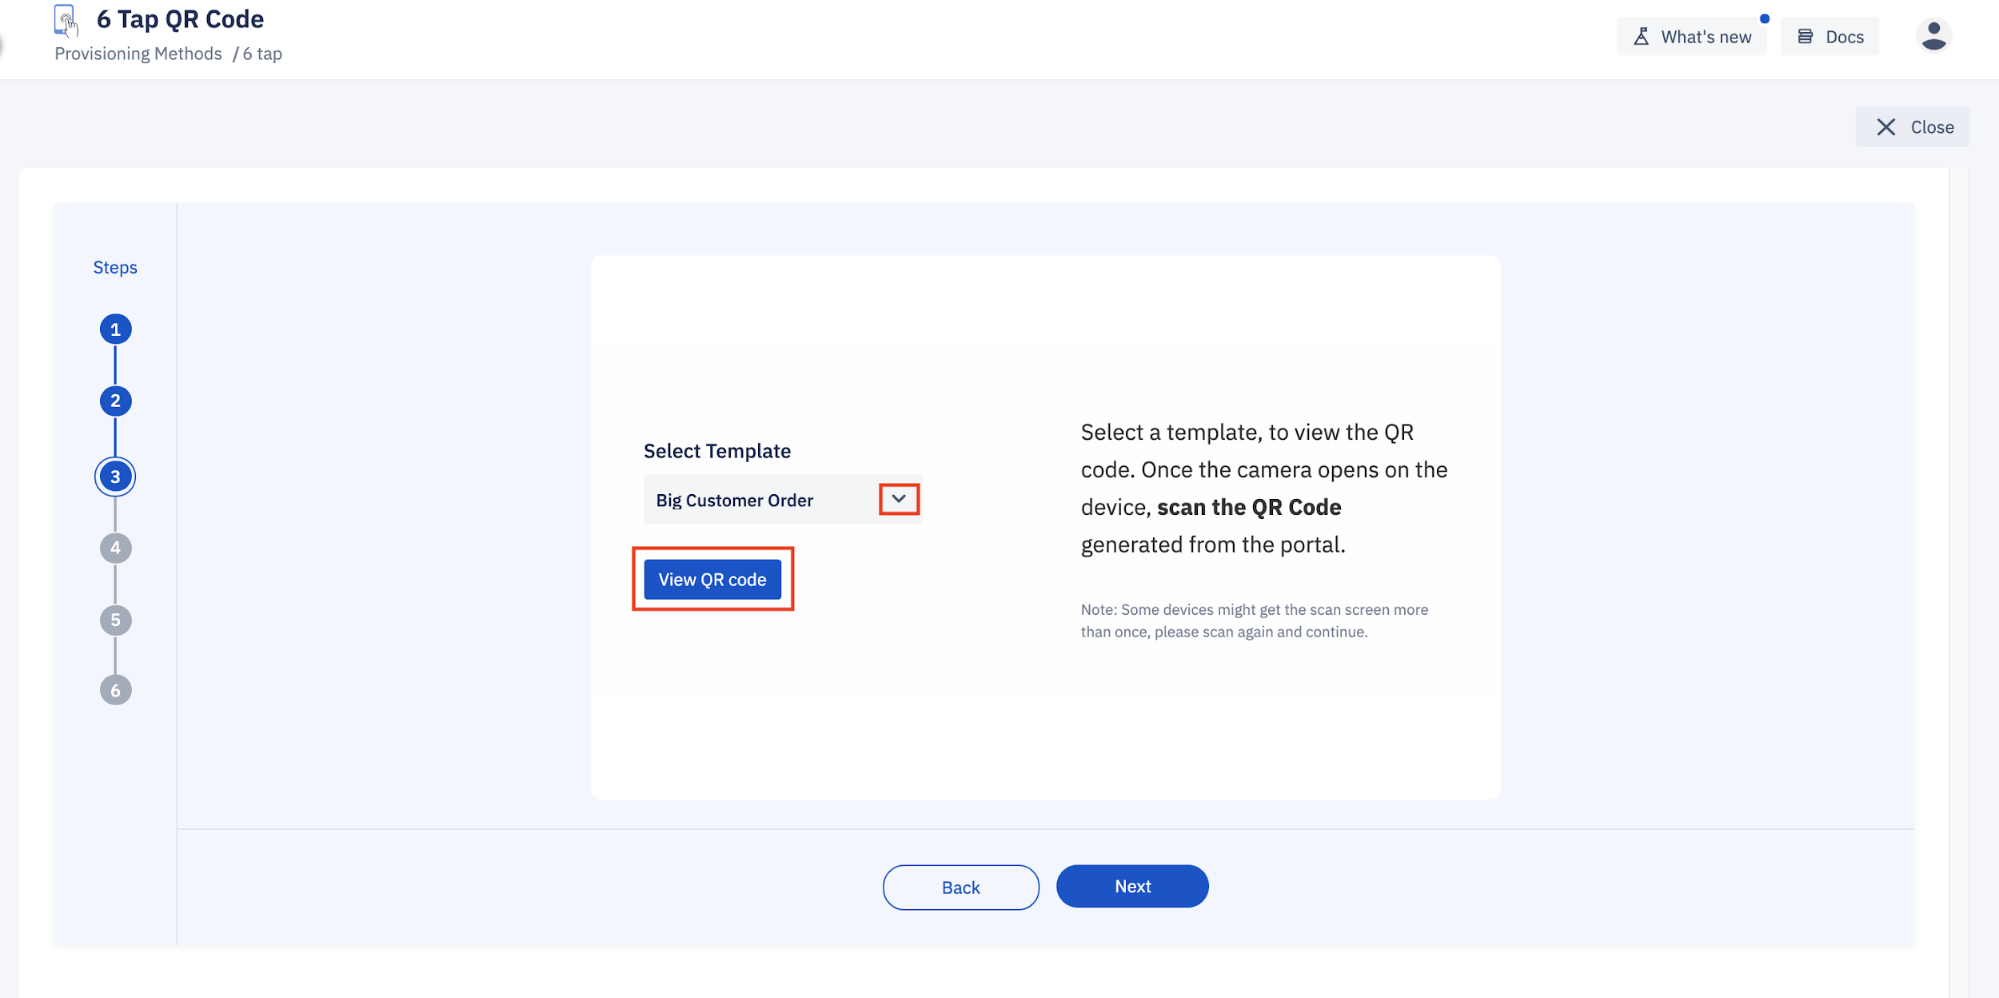 6 Tap QR Code
Provisioning Methods / 6 tap
What's new
Docs
Close
Steps
1
2
3
4
5
6
Select Template
Big Customer Order
View QR code
Select a template, to view the QR
code. Once the camera opens on the
device, scan the QR Code
generated from the portal.
Note: Some devices might get the scan screen more
than once, please scan again and continue.
Back
Next